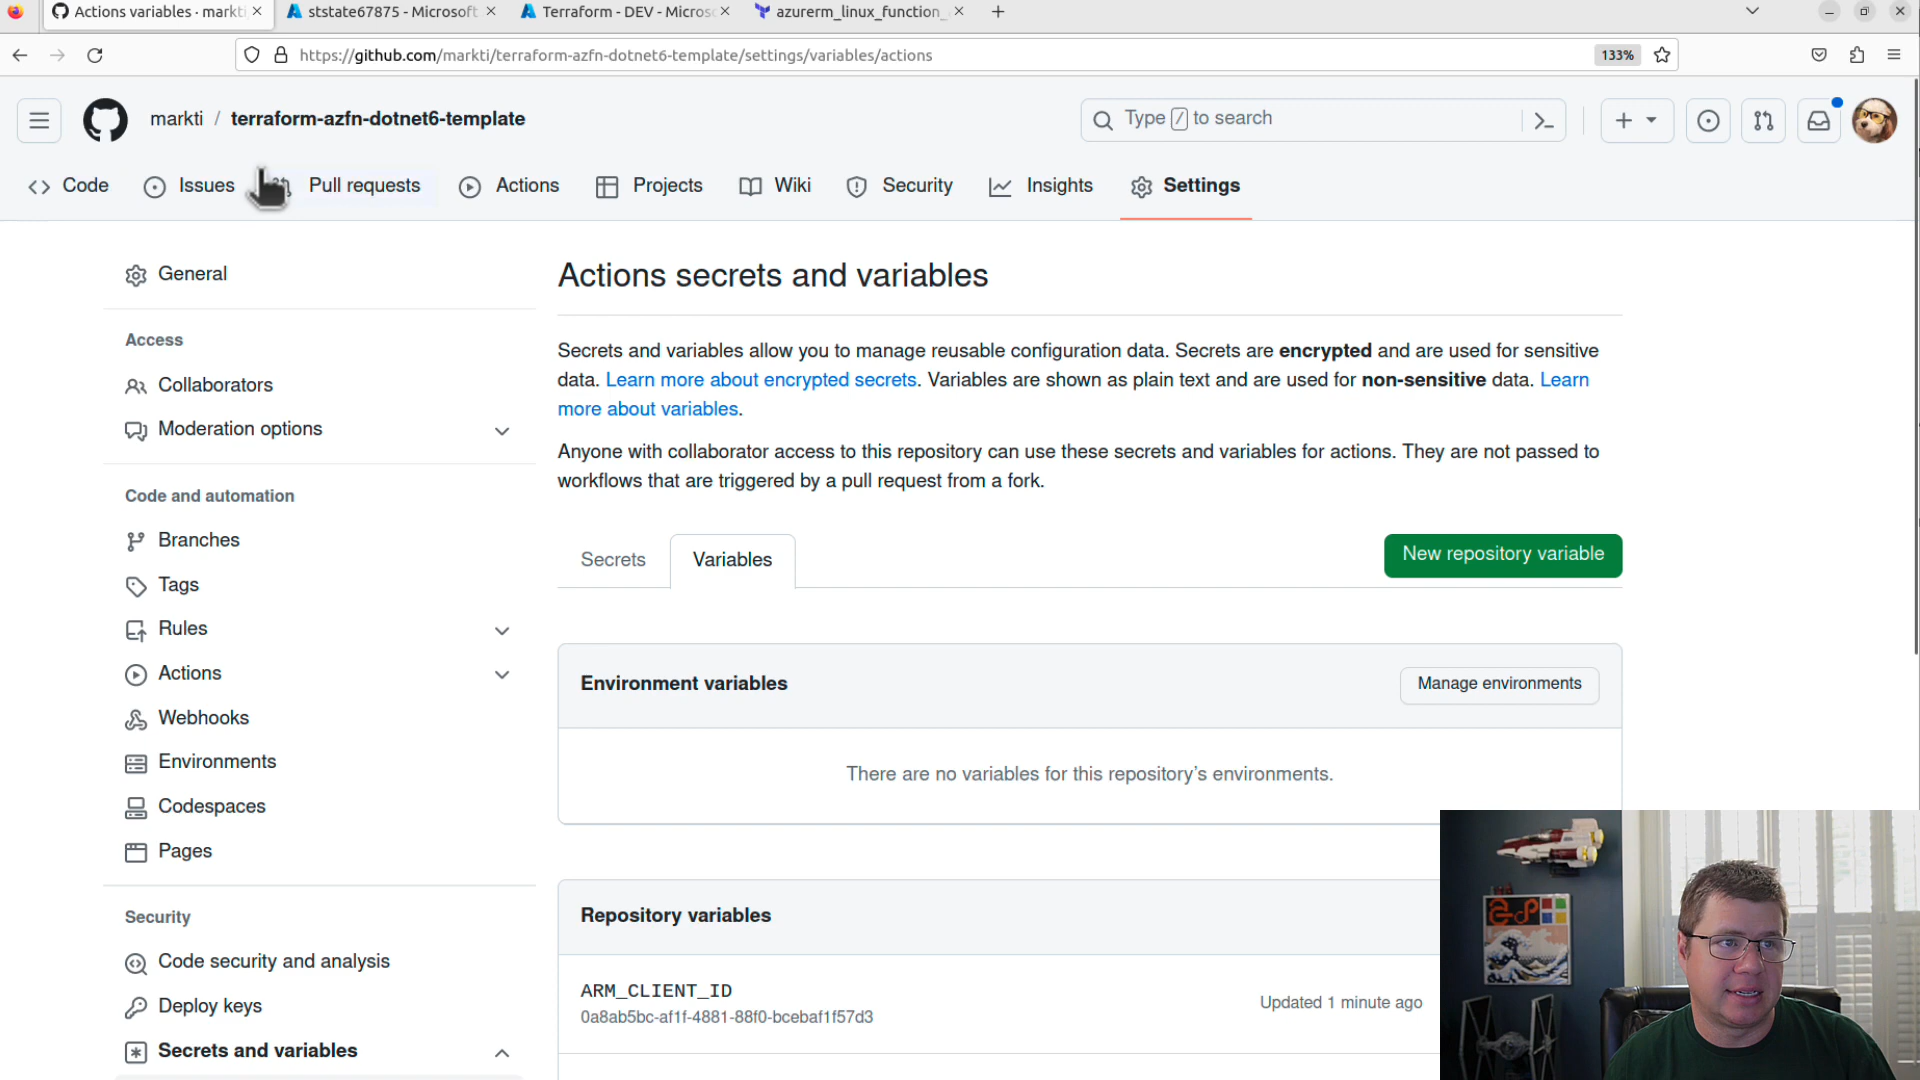 Actions variables · markti
ststate67875 - Microsoft
Terraform - DEV - Micros
azurerm_linux_function_
https://github.com/markti/terraform-azfn-dotnet6-template/settings/variables/actions
133%
markti / terraform-azfn-dotnet6-template
Type / to search
Code
Issues
Pull requests
Actions
Projects
Wiki
Security
Insights
Settings
General
Access
Collaborators
Moderation options
Code and automation
Branches
Tags
Rules
Actions
Webhooks
Environments
Codespaces
Pages
Security
Code security and analysis
Deploy keys
Secrets and variables
Actions secrets and variables
Secrets and variables allow you to manage reusable configuration data. Secrets are encrypted and are used for sensitive
data. Learn more about encrypted secrets. Variables are shown as plain text and are used for non-sensitive data. Learn
more about variables.
Anyone with collaborator access to this repository can use these secrets and variables for actions. They are not passed to
workflows that are triggered by a pull request from a fork.
Secrets
Variables
New repository variable
Environment variables
Manage environments
There are no variables for this repository's environments.
Repository variables
ARM_CLIENT_ID
0a8ab5bc-af1f-4881-88f0-bcebaf1f57d3
Updated 1 minute ago